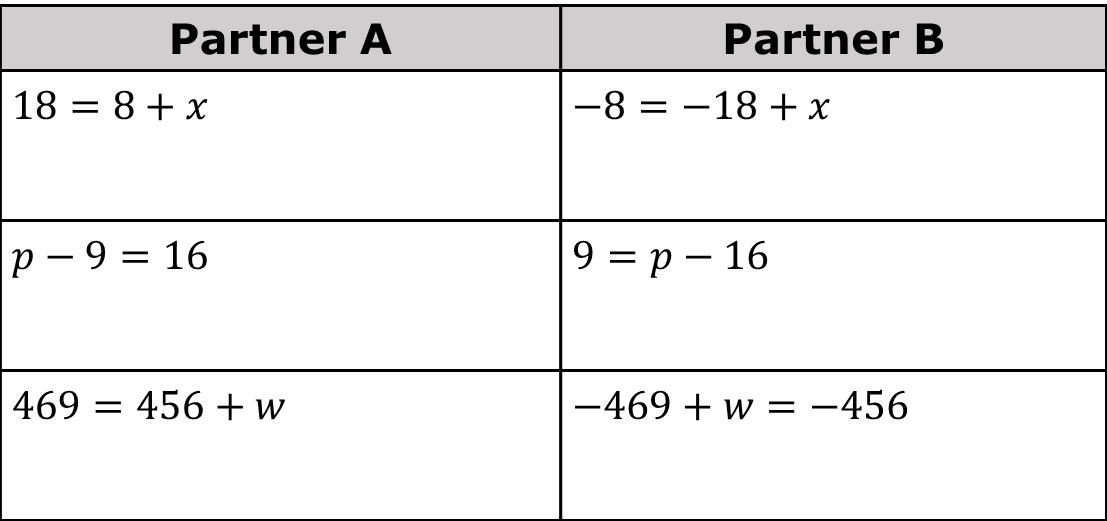 Partner A
Partner B
18 = 8 + x
−8 = −18 + x
p − 9 = 16
9 = p − 16
469 = 456 + w
−469 + w = −456